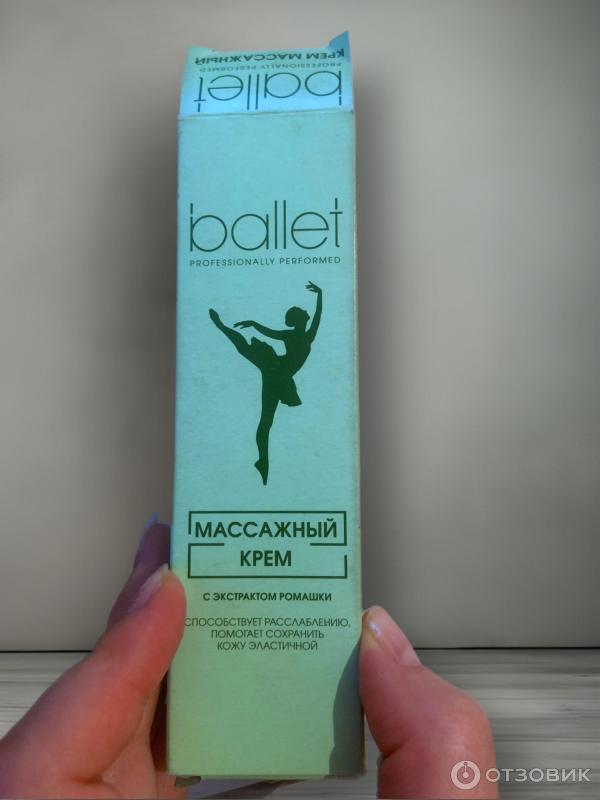 КРЕМ МАССАЖНЫЙ
PROFESSIONALLY PERFORMED
ballet
ballet
PROFESSIONALLY PERFORMED
МАССАЖНЫЙ
КРЕМ
С ЭКСТРАКТОМ РОМАШКИ
СПОСОБСТВУЕТ РАССЛАБЛЕНИЮ,
ПОМОГАЕТ СОХРАНИТЬ
КОЖУ ЭЛАСТИЧНОЙ
ОТЗОВИК